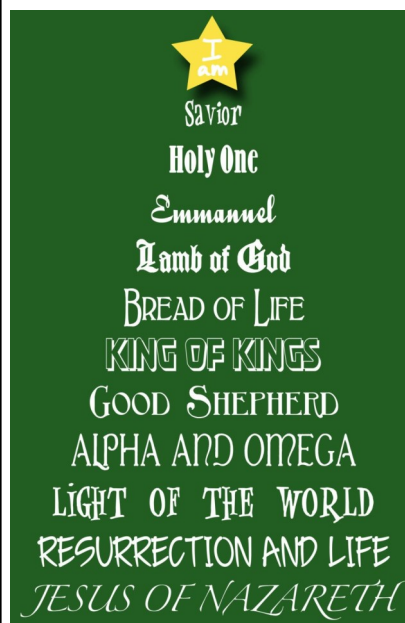 I
am
Savior
Holy One
Emmanuel
Lamb of God
BREAD OF LIFE
KING OF KINGS
GOOD SHEPHERD
ALPHA AND OMEGA
LiGHT OF THE WORLD
RESURRECTION AND LIFE
JESUS OF NAZARETH